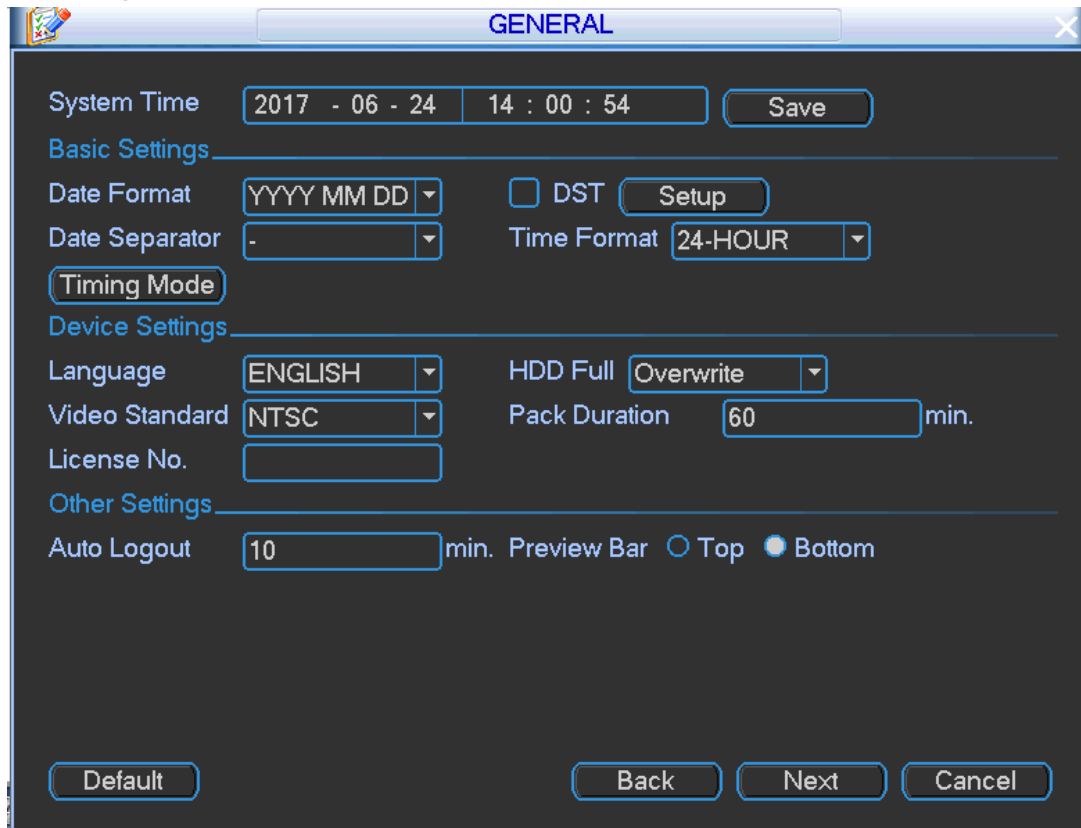 GENERAL
System Time 2017 - 06 - 24 14 : 00 : 54 Save
Basic Settings
Date Format YYYY MM DD DST Setup
Date Separator - Time Format 24-HOUR
Timing Mode
Device Settings
Language ENGLISH HDD Full Overwrite
Video Standard NTSC Pack Duration 60 min.
License No.
Other Settings
Auto Logout 10 min. Preview Bar Top Bottom
Default Back Next Cancel